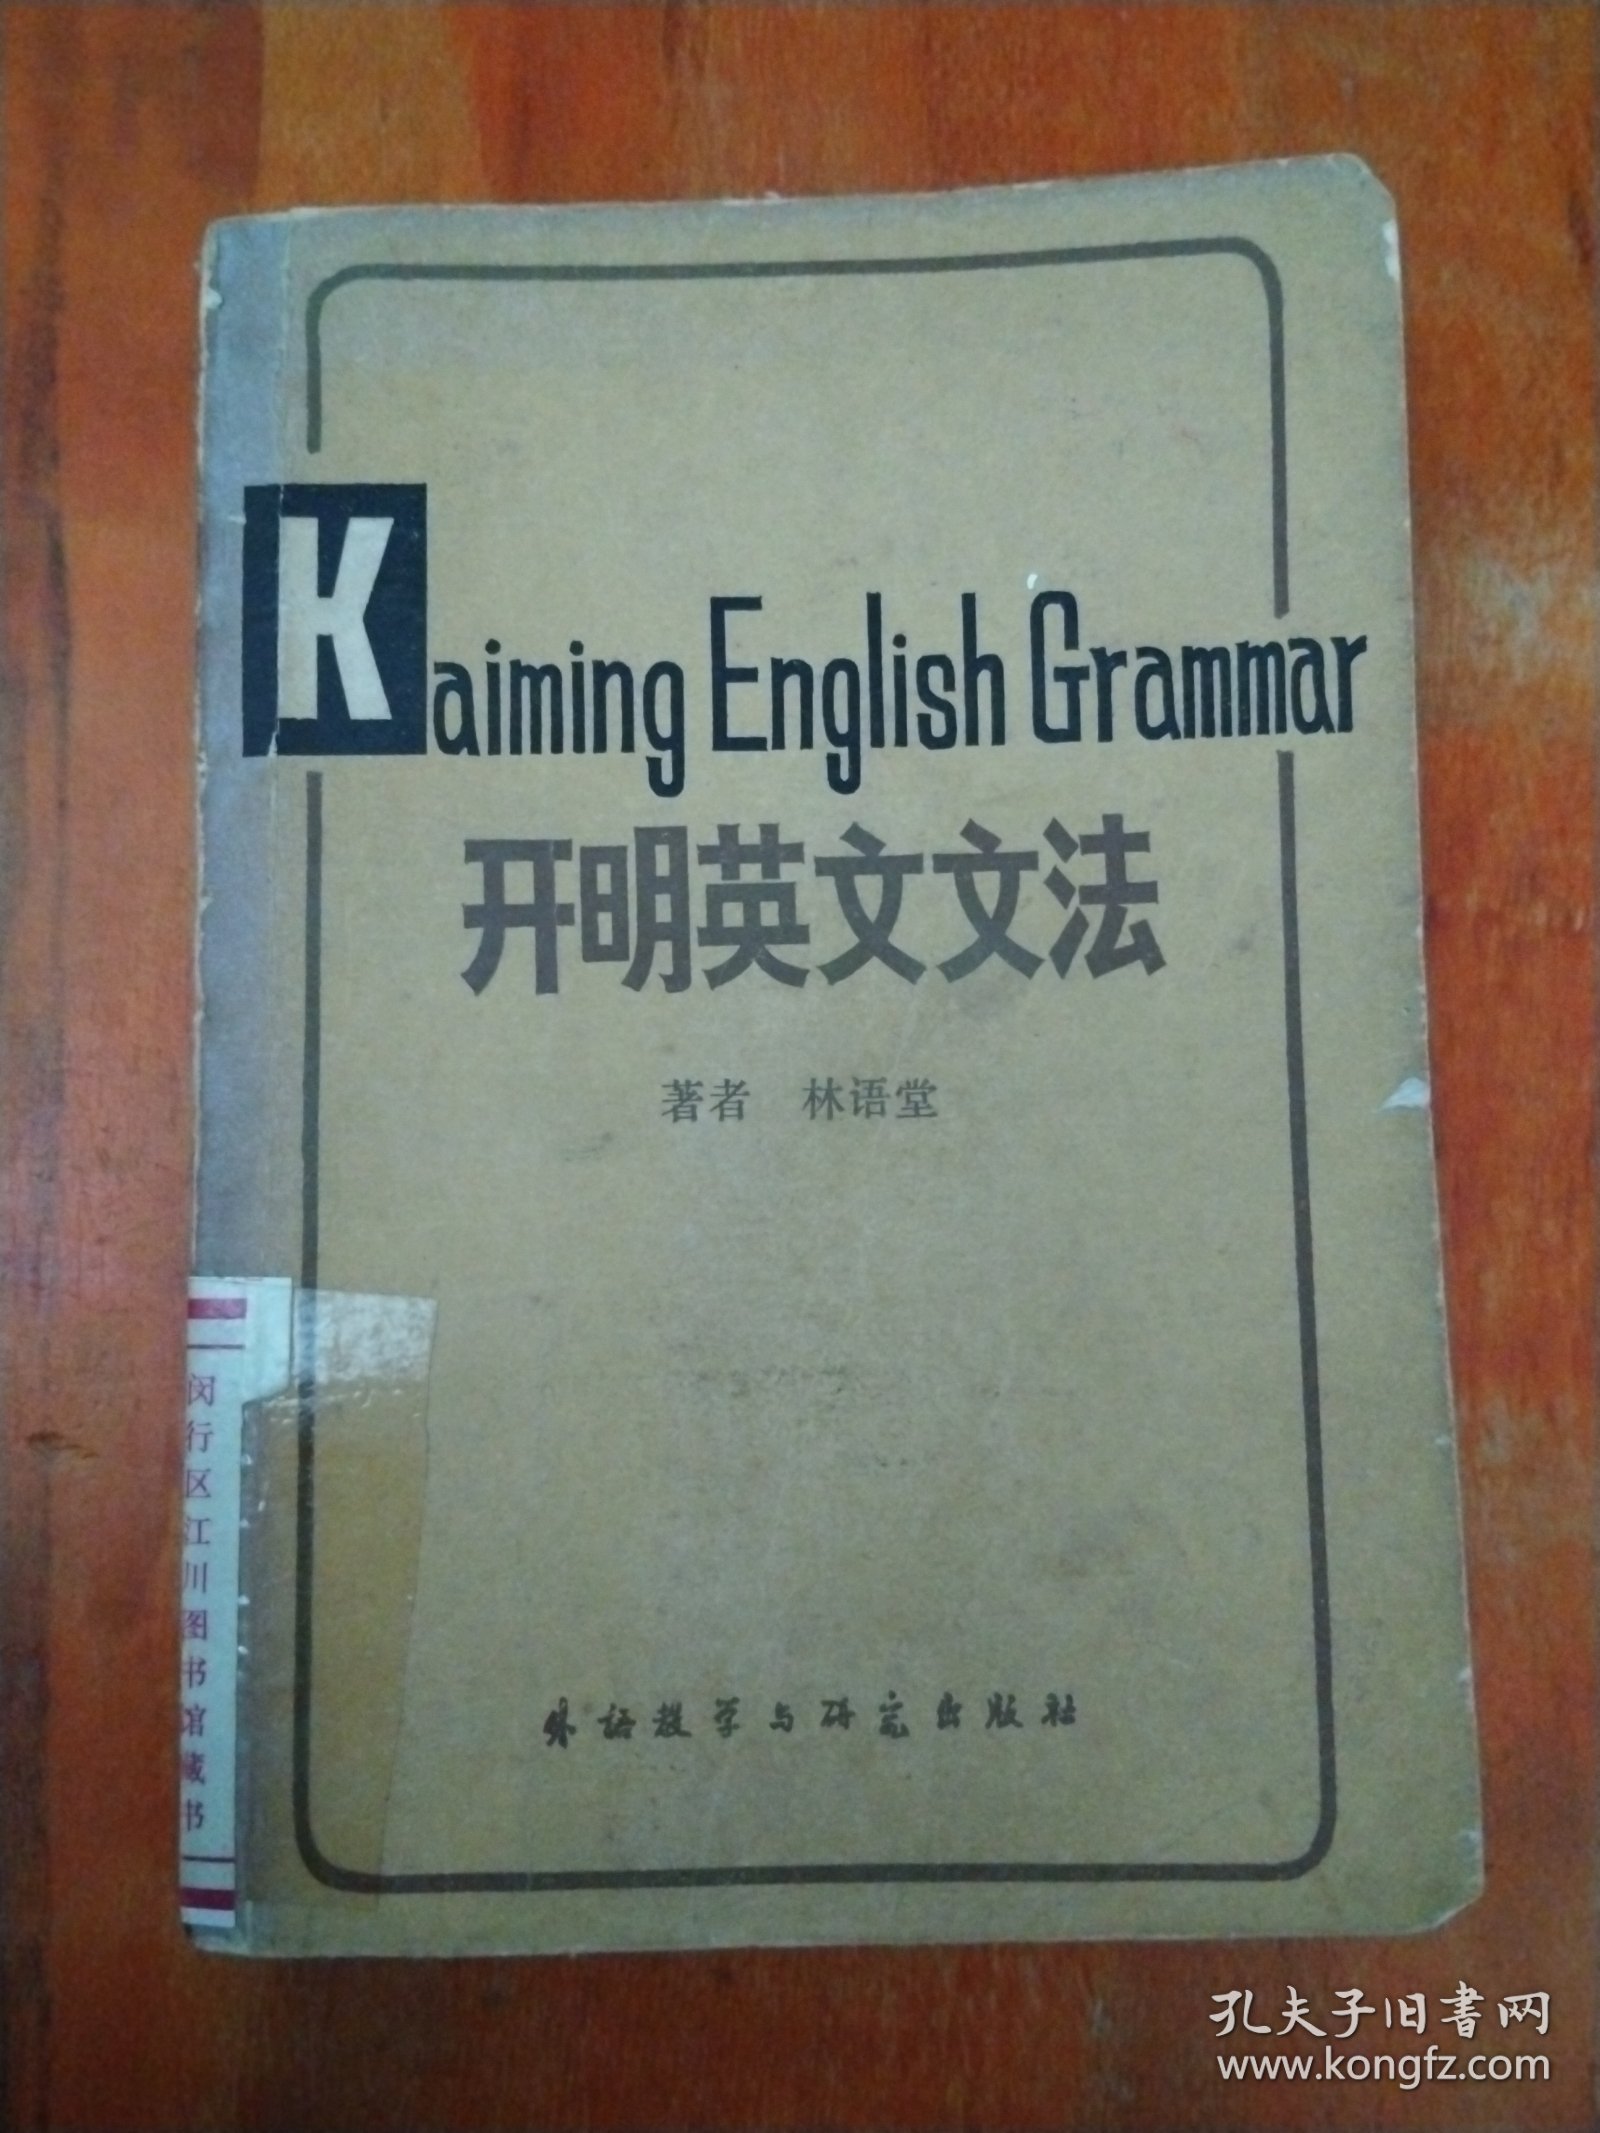 Kaiming English Grammar
开明英文文法
著者 林语堂
闵行区江川图书馆藏书
外语教学与研究出版社
孔夫子旧书网
www.kongfz.com